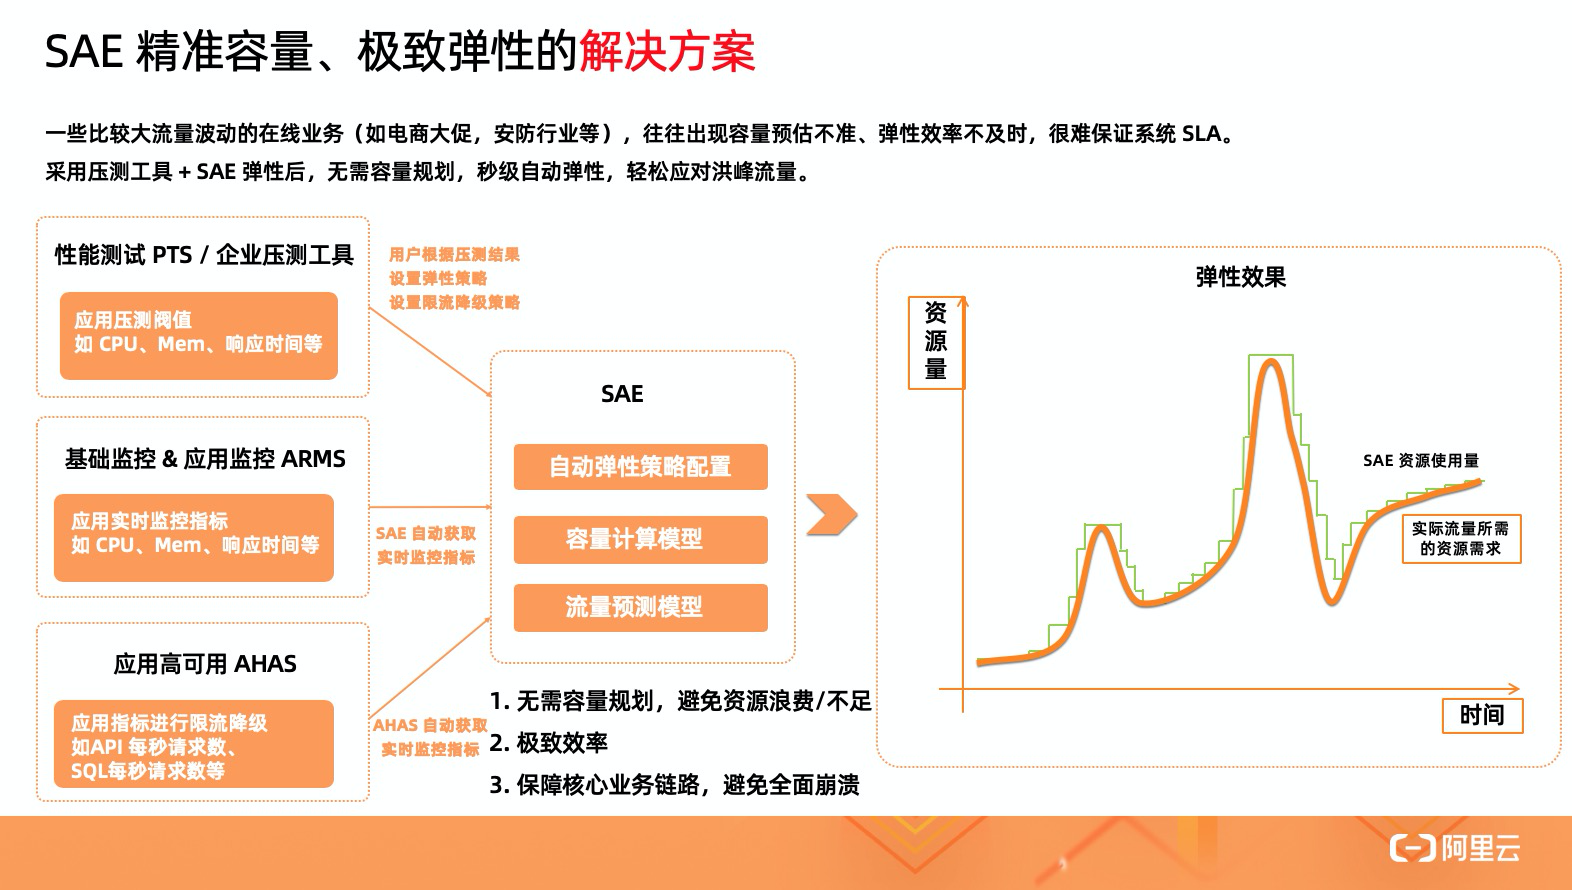 SAE 精准容量、极致弹性的解决方案
一些比较大流量波动的在线业务（如电商大促，安防行业等），往往出现容量预估不准、弹性效率不及时，很难保证系统 SLA。
采用压测工具 + SAE 弹性后，无需容量规划，秒级自动弹性，轻松应对洪峰流量。
性能测试 PTS / 企业压测工具
应用压测阀值
如 CPU、Mem、响应时间等
用户根据压测结果
设置弹性策略
设置限流降级策略
基础监控 & 应用监控 ARMS
应用实时监控指标
如 CPU、Mem、响应时间等
SAE 自动获取
实时监控指标
应用高可用 AHAS
应用指标进行限流降级
如API 每秒请求数、
SQL每秒请求数等
AHAS 自动获取
实时监控指标
SAE
自动弹性策略配置
容量计算模型
流量预测模型
1. 无需容量规划，避免资源浪费/不足
2. 极致效率
3. 保障核心业务链路，避免全面崩溃
弹性效果
资
源
量
SAE 资源使用量
实际流量所需
的资源需求
时间
阿里云